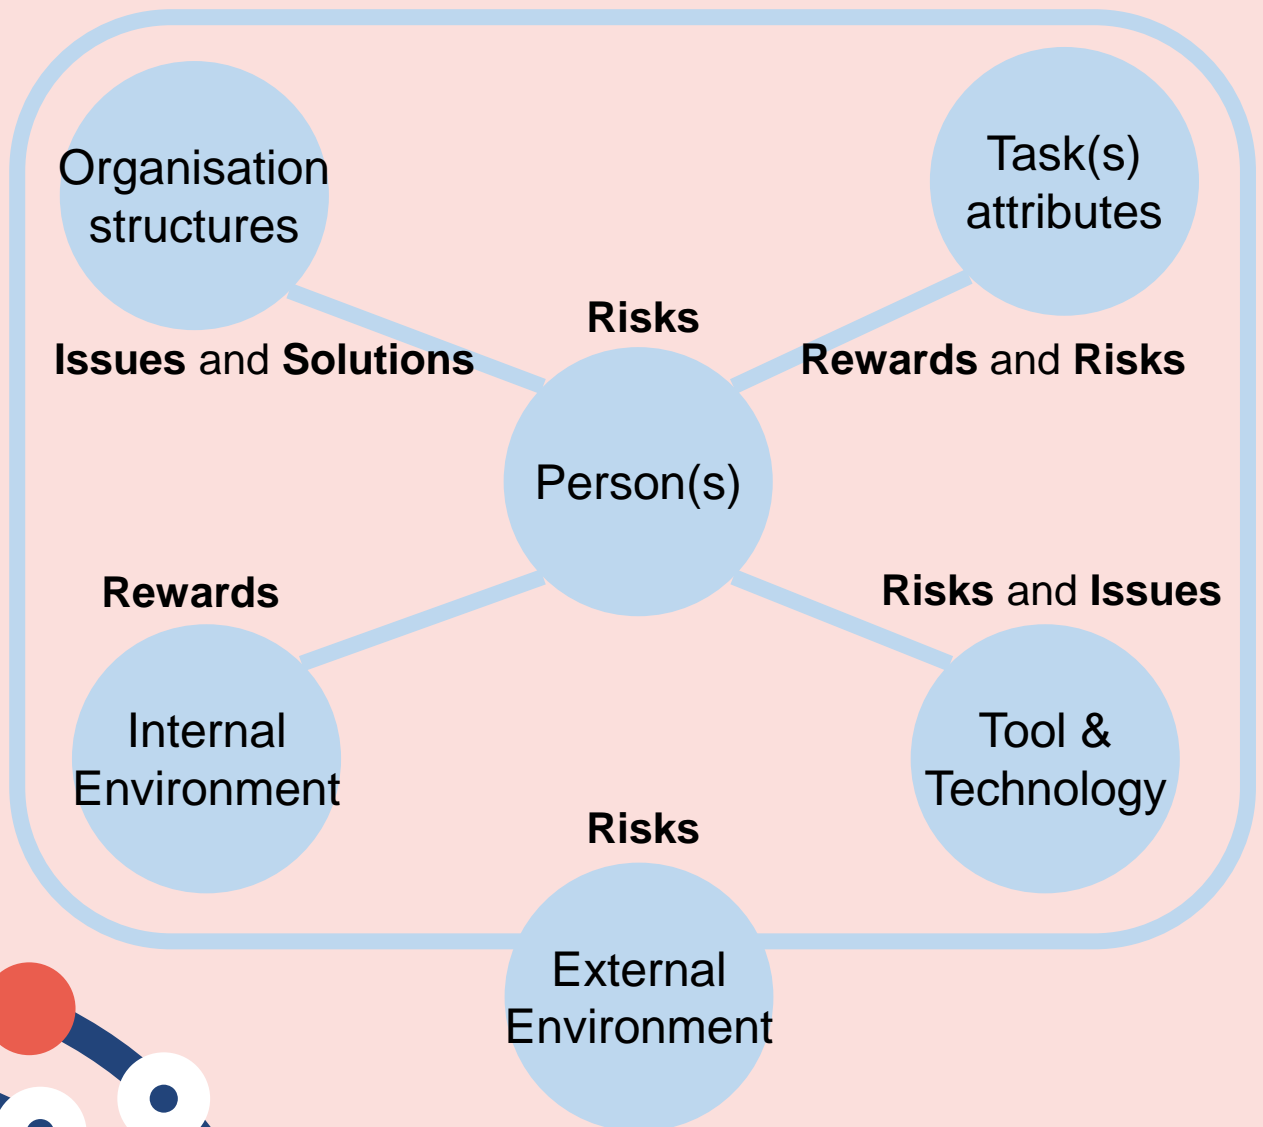 Organisation
structures
Task(s)
attributes
Risks
Issues and Solutions
Rewards and Risks
Person(s)
Rewards
Risks and Issues
Internal
Environment
Tool &
Technology
Risks
External
Environment